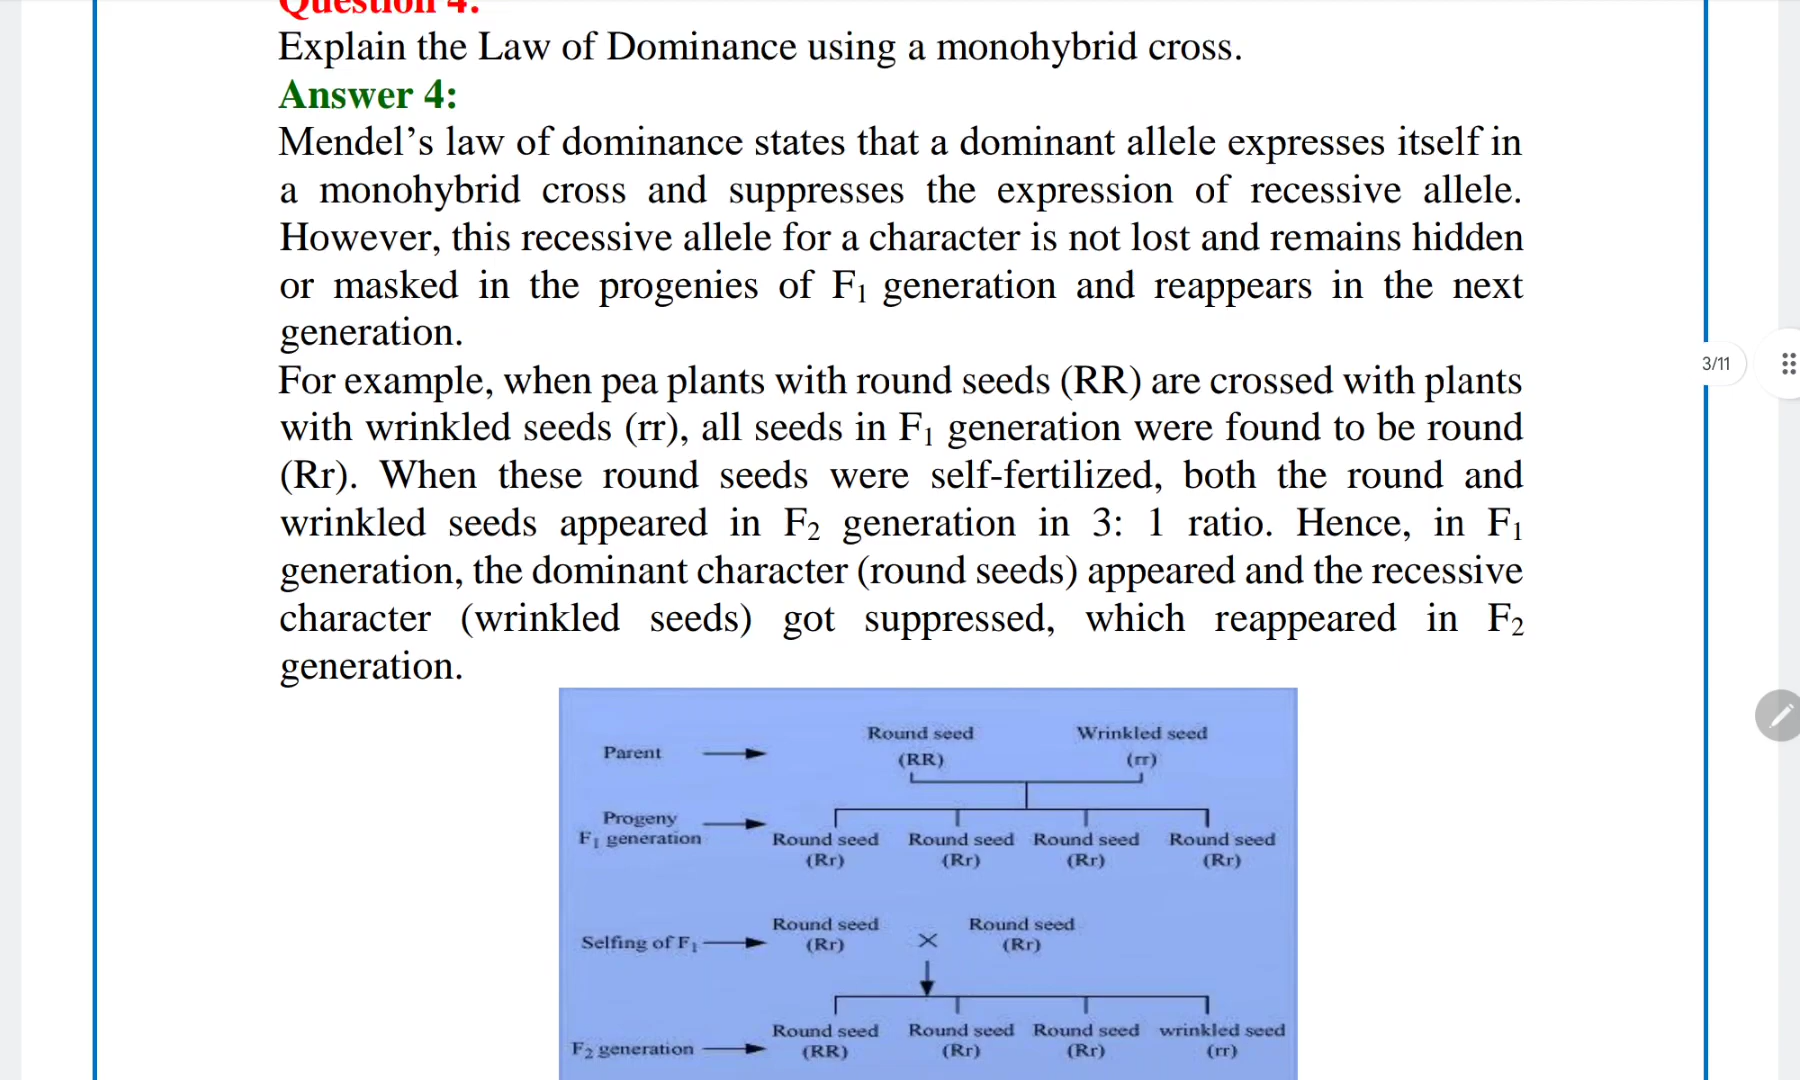 Question 4:
Explain the Law of Dominance using a monohybrid cross.
Answer 4:
Mendel’s law of dominance states that a dominant allele expresses itself in
a monohybrid cross and suppresses the expression of recessive allele.
However, this recessive allele for a character is not lost and remains hidden
or masked in the progenies of F₁ generation and reappears in the next
generation.
For example, when pea plants with round seeds (RR) are crossed with plants
with wrinkled seeds (rr), all seeds in F₁ generation were found to be round
(Rr). When these round seeds were self-fertilized, both the round and
wrinkled seeds appeared in F₂ generation in 3: 1 ratio. Hence, in F₁
generation, the dominant character (round seeds) appeared and the recessive
character (wrinkled seeds) got suppressed, which reappeared in F₂
generation.
3/11
Round seed Wrinkled seed
Parent
(RR) (rr)
Progeny
F₁ generation
Round seed Round seed Round seed Round seed
(Rr) (Rr) (Rr) (Rr)
Round seed Round seed
Selfing of F₁ (Rr) × (Rr)
Round seed Round seed Round seed wrinkled seed
F₂ generation (RR) (Rr) (Rr) (rr)